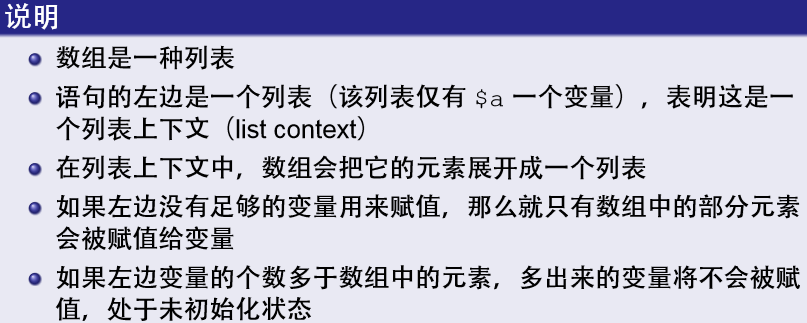 说明
数组是一种列表
语句的左边是一个列表（该列表仅有 $a 一个变量），表明这是一
个列表上下文（list context）
在列表上下文中，数组会把它的元素展开成一个列表
如果左边没有足够的变量用来赋值，那么就只有数组中的部分元素
会被赋值给变量
如果左边变量的个数多于数组中的元素，多出来的变量将不会被赋
值，处于未初始化状态